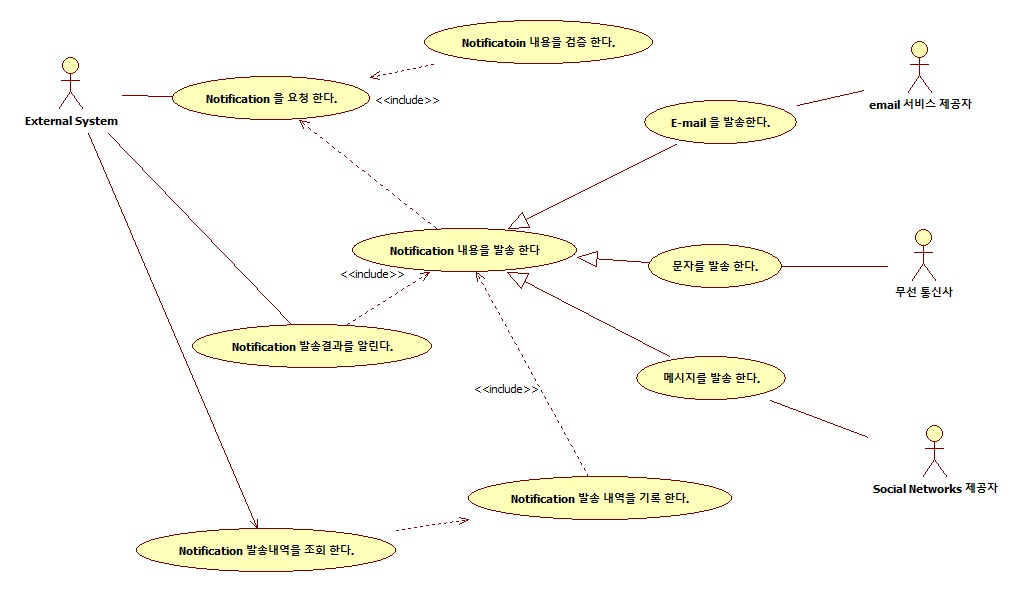 Notificatoin 내용을 검증 한다.
Notification 을 요청 한다.
<<include>>
External System
E-mail 을 발송한다.
email 서비스 제공자
Notification 내용을 발송 한다
<<include>>
문자를 발송 한다.
무선 통신사
Notification 발송결과를 알린다.
메시지를 발송 한다.
<<include>>
Social Networks 제공자
Notification 발송 내역을 기록 한다.
Notification 발송내역을 조회 한다.